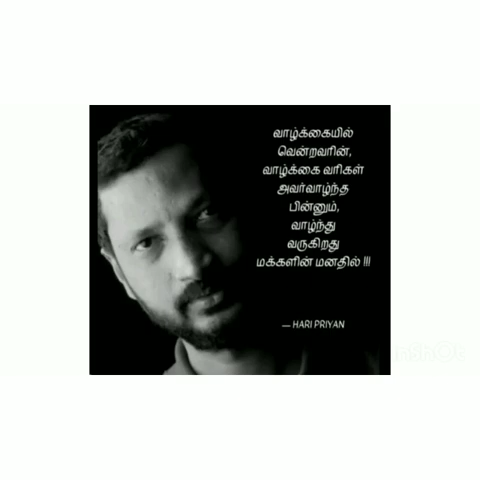 வாழ்க்கையில்
வென்றவரின்,
வாழ்க்கை வரிகள்
அவர்வாழ்ந்த
பின்னும்,
வாழ்ந்து
வருகிறது
மக்களின் மனதில் !!!
— HARI PRIYAN